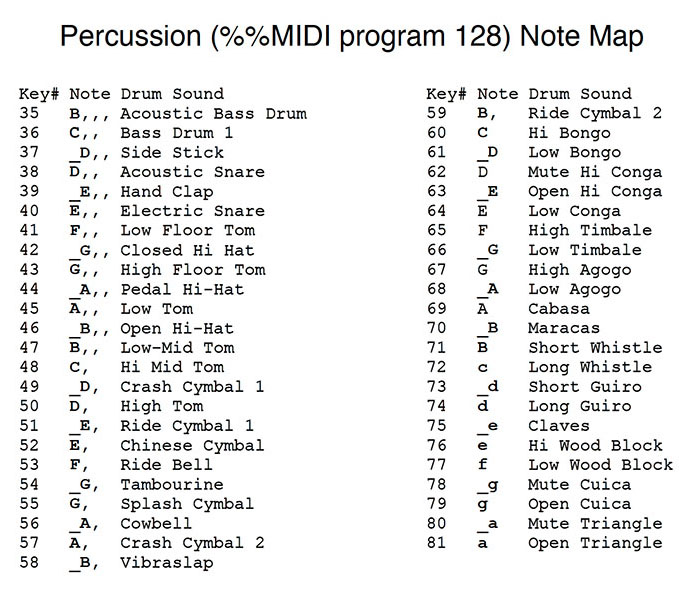 Percussion (%%MIDI program 128) Note Map
Key# Note Drum Sound
35 B,,, Acoustic Bass Drum
36 C,, Bass Drum 1
37 _D,, Side Stick
38 D,, Acoustic Snare
39 _E,, Hand Clap
40 E,, Electric Snare
41 F,, Low Floor Tom
42 _G,, Closed Hi Hat
43 G,, High Floor Tom
44 _A,, Pedal Hi-Hat
45 A,, Low Tom
46 _B,, Open Hi-Hat
47 B,, Low-Mid Tom
48 C, Hi Mid Tom
49 _D, Crash Cymbal 1
50 D, High Tom
51 _E, Ride Cymbal 1
52 E, Chinese Cymbal
53 F, Ride Bell
54 _G, Tambourine
55 G, Splash Cymbal
56 _A, Cowbell
57 A, Crash Cymbal 2
58 _B, Vibraslap
Key# Note Drum Sound
59 B, Ride Cymbal 2
60 C Hi Bongo
61 _D Low Bongo
62 D Mute Hi Conga
63 _E Open Hi Conga
64 E Low Conga
65 F High Timbale
66 _G Low Timbale
67 G High Agogo
68 _A Low Agogo
69 A Cabasa
70 _B Maracas
71 B Short Whistle
72 c Long Whistle
73 _d Short Guiro
74 d Long Guiro
75 _e Claves
76 e Hi Wood Block
77 f Low Wood Block
78 _g Mute Cuica
79 g Open Cuica
80 _a Mute Triangle
81 a Open Triangle